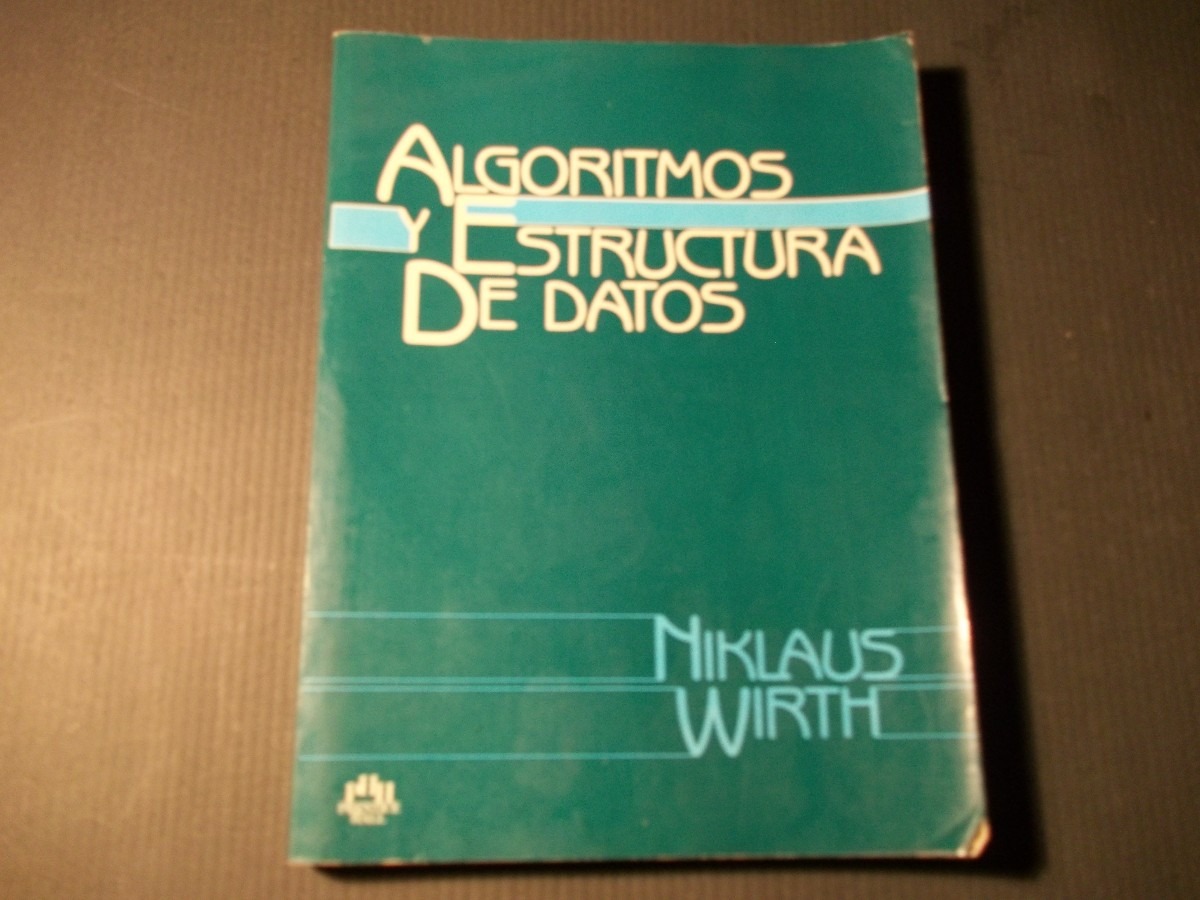 ALGORITMOS
Y ESTRUCTURA
DE DATOS
NIKLAUS
WIRTH